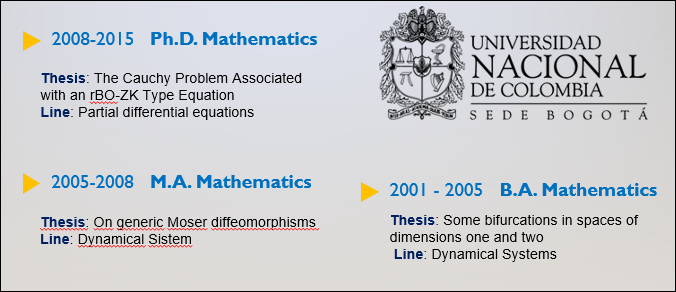 2008-2015 Ph.D. Mathematics
Thesis: The Cauchy Problem Associated
with an rBO-ZK Type Equation
Line: Partial differential equations
UNIVERSIDAD
NACIONAL
DE COLOMBIA
SEDE BOGOTÁ
2005-2008 M.A. Mathematics
Thesis: On generic Moser diffeomorphisms
Line: Dynamical Sistem
2001 - 2005 B.A. Mathematics
Thesis: Some bifurcations in spaces of
dimensions one and two
Line: Dynamical Systems